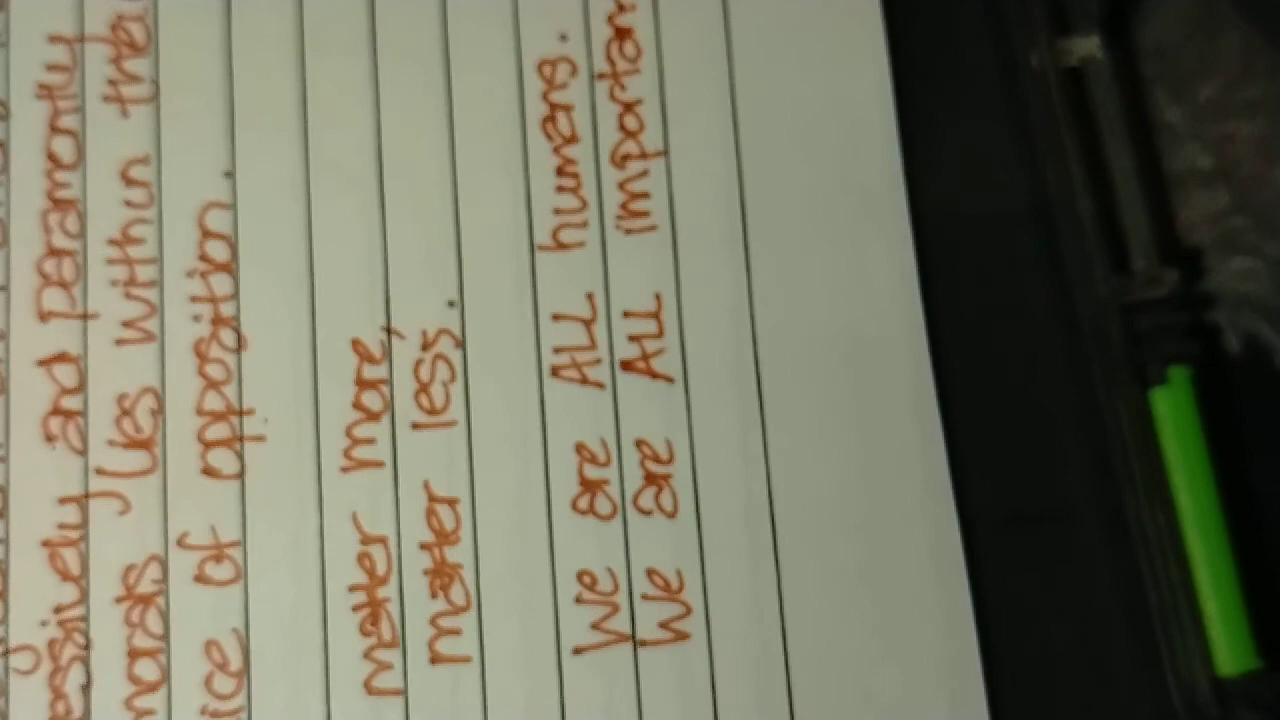 essively and paramently
morals lies within the
ice of opposition.
matter more,
matter less.
We are ALL humans.
We are ALL importan